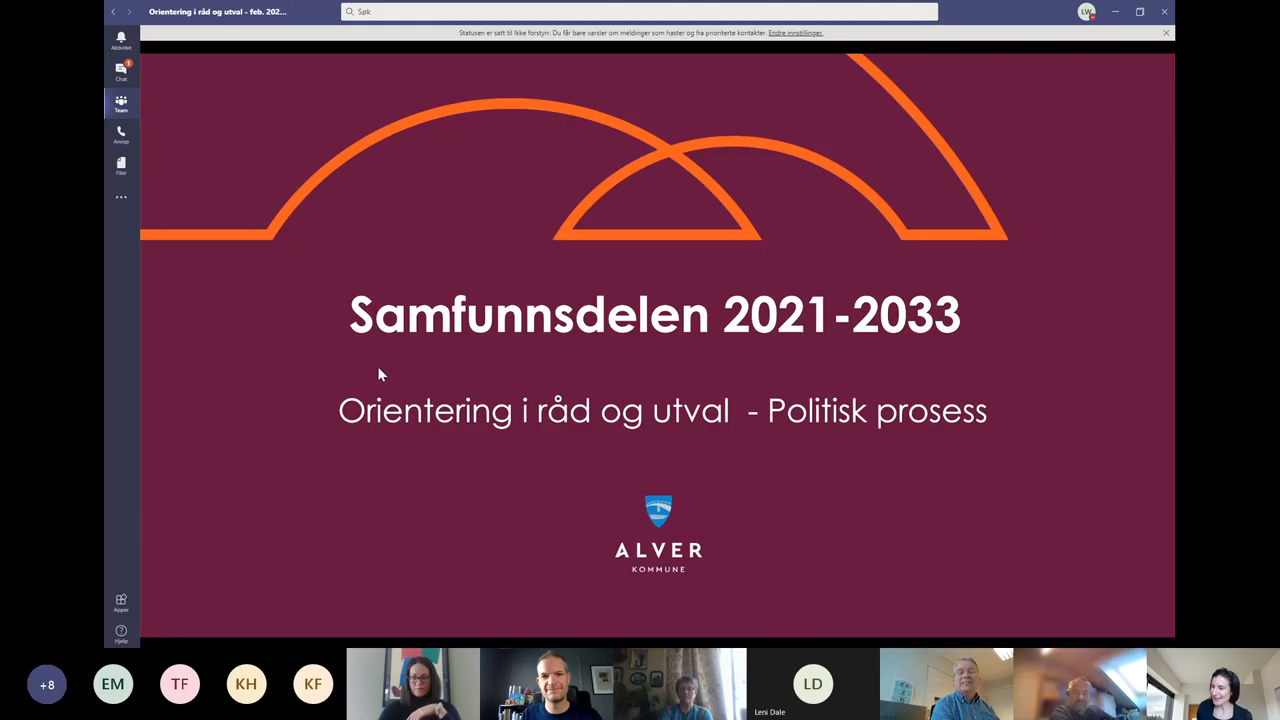 Orientering i råd og utval - feb. 202...
Søk
LW
Statusen er satt til Ikke forstyrr. Du får bare varsler om meldinger som haster og fra prioriterte kontakter. Endre innstillinger.
Aktivitet
1
Chat
Team
Anrop
Filer
Samfunnsdelen 2021-2033
Orientering i råd og utval - Politisk prosess
ALVER
KOMMUNE
Apper
Hjelp
+8
EM
TF
KH
KF
LD
Leni Dale